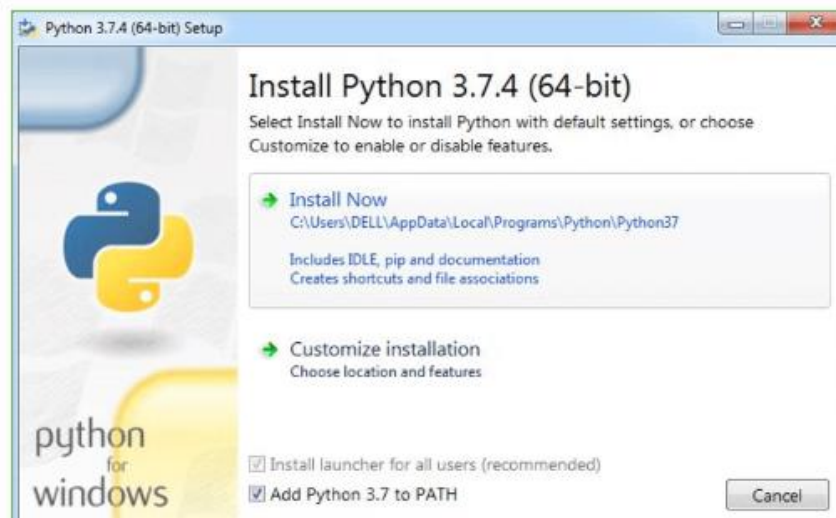 Python 3.7.4 (64-bit) Setup
Install Python 3.7.4 (64-bit)
Select Install Now to install Python with default settings, or choose
Customize to enable or disable features.
Install Now
C:\Users\DELL\AppData\Local\Programs\Python\Python37
Includes IDLE, pip and documentation
Creates shortcuts and file associations
Customize installation
Choose location and features
python
for
windows
Install launcher for all users (recommended)
Add Python 3.7 to PATH
Cancel